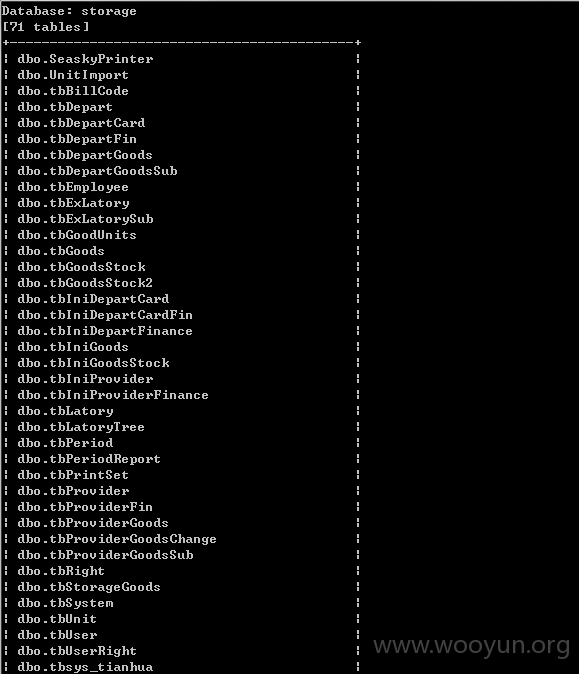 Database: storage
[71 tables]
+-------------------------------------------+
¦ dbo.SeaskyPrinter ¦
¦ dbo.UnitImport ¦
¦ dbo.tbBillCode ¦
¦ dbo.tbDepart ¦
¦ dbo.tbDepartCard ¦
¦ dbo.tbDepartFin ¦
¦ dbo.tbDepartGoods ¦
¦ dbo.tbDepartGoodsSub ¦
¦ dbo.tbEmployee ¦
¦ dbo.tbExLatory ¦
¦ dbo.tbExLatorySub ¦
¦ dbo.tbGoodUnits ¦
¦ dbo.tbGoods ¦
¦ dbo.tbGoodsStock ¦
¦ dbo.tbGoodsStock2 ¦
¦ dbo.tbIniDepartCard ¦
¦ dbo.tbIniDepartCardFin ¦
¦ dbo.tbIniDepartFinance ¦
¦ dbo.tbIniGoods ¦
¦ dbo.tbIniGoodsStock ¦
¦ dbo.tbIniProvider ¦
¦ dbo.tbIniProviderFinance ¦
¦ dbo.tbLatory ¦
¦ dbo.tbLatoryTree ¦
¦ dbo.tbPeriod ¦
¦ dbo.tbPeriodReport ¦
¦ dbo.tbPrintSet ¦
¦ dbo.tbProvider ¦
¦ dbo.tbProviderFin ¦
¦ dbo.tbProviderGoods ¦
¦ dbo.tbProviderGoodsChange ¦
¦ dbo.tbProviderGoodsSub ¦
¦ dbo.tbRight ¦
¦ dbo.tbStorageGoods ¦
¦ dbo.tbSystem ¦
¦ dbo.tbUnit ¦
¦ dbo.tbUser ¦
¦ dbo.tbUserRight ¦
¦ dbo.tbsys_tianhua ¦
www.wooyun.org